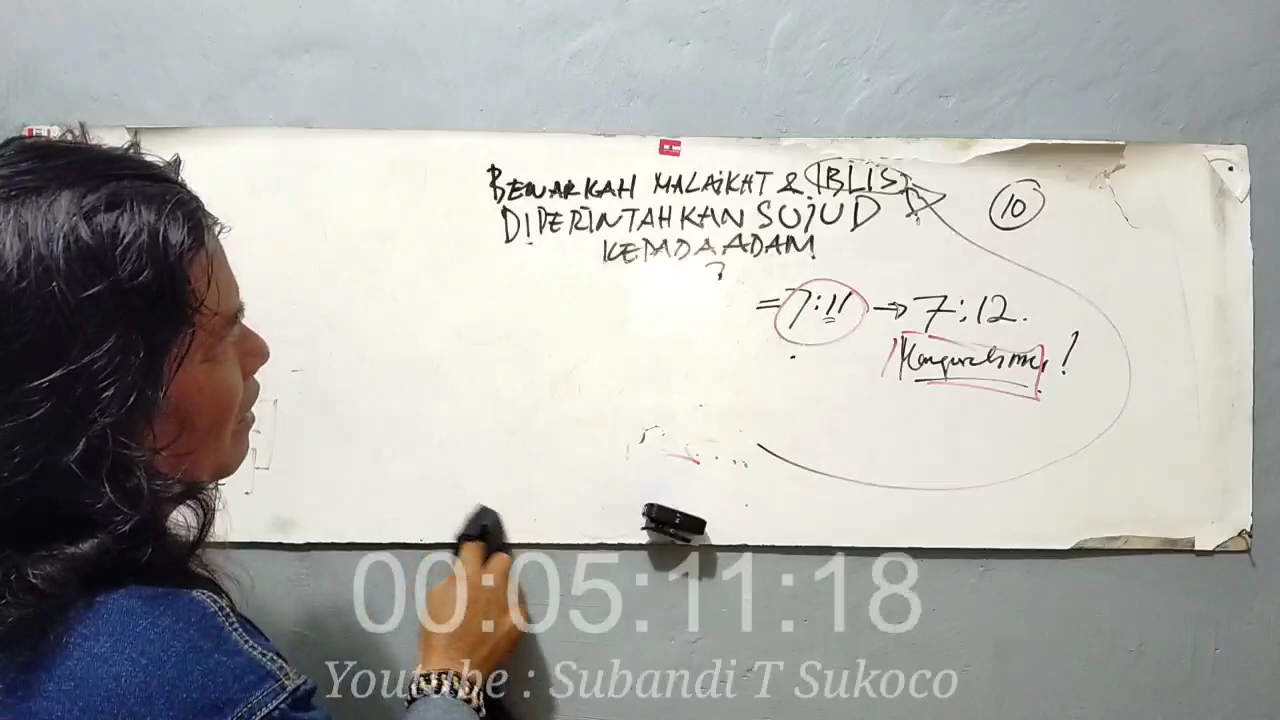 BENARKAH MALAIKAT & IBLIS
DIPERINTAHKAN SUJUD
KEPADA ADAM
?
10
= 7:11 → 7:12.
!
00:05:11:18
Youtube : Subandi T Sukoco